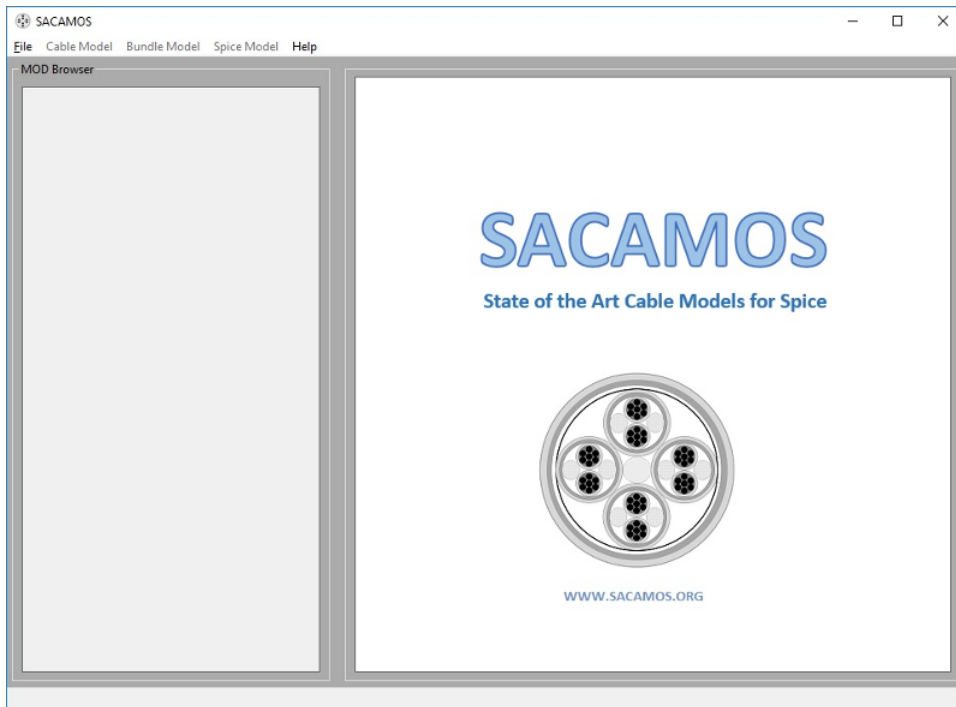 SACAMOS
File Cable Model Bundle Model Spice Model Help
MOD Browser
SACAMOS
State of the Art Cable Models for Spice
WWW.SACAMOS.ORG